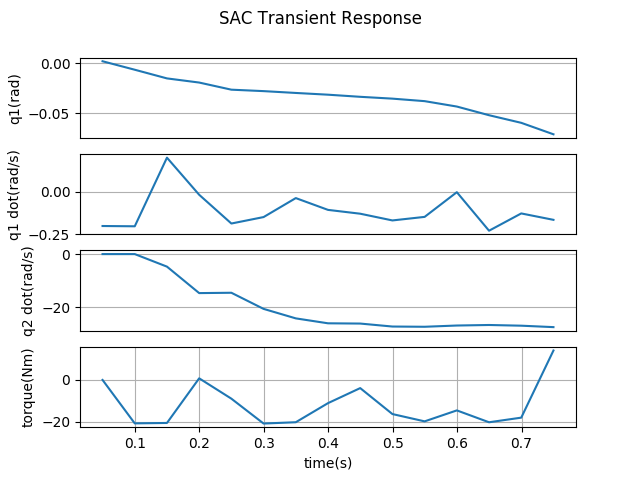 SAC Transient Response
0.00
−0.05
q1(rad)
0.00
−0.25
q1 dot(rad/s)
0
−20
q2 dot(rad/s)
0
−20
torque(Nm)
0.1 0.2 0.3 0.4 0.5 0.6 0.7
time(s)